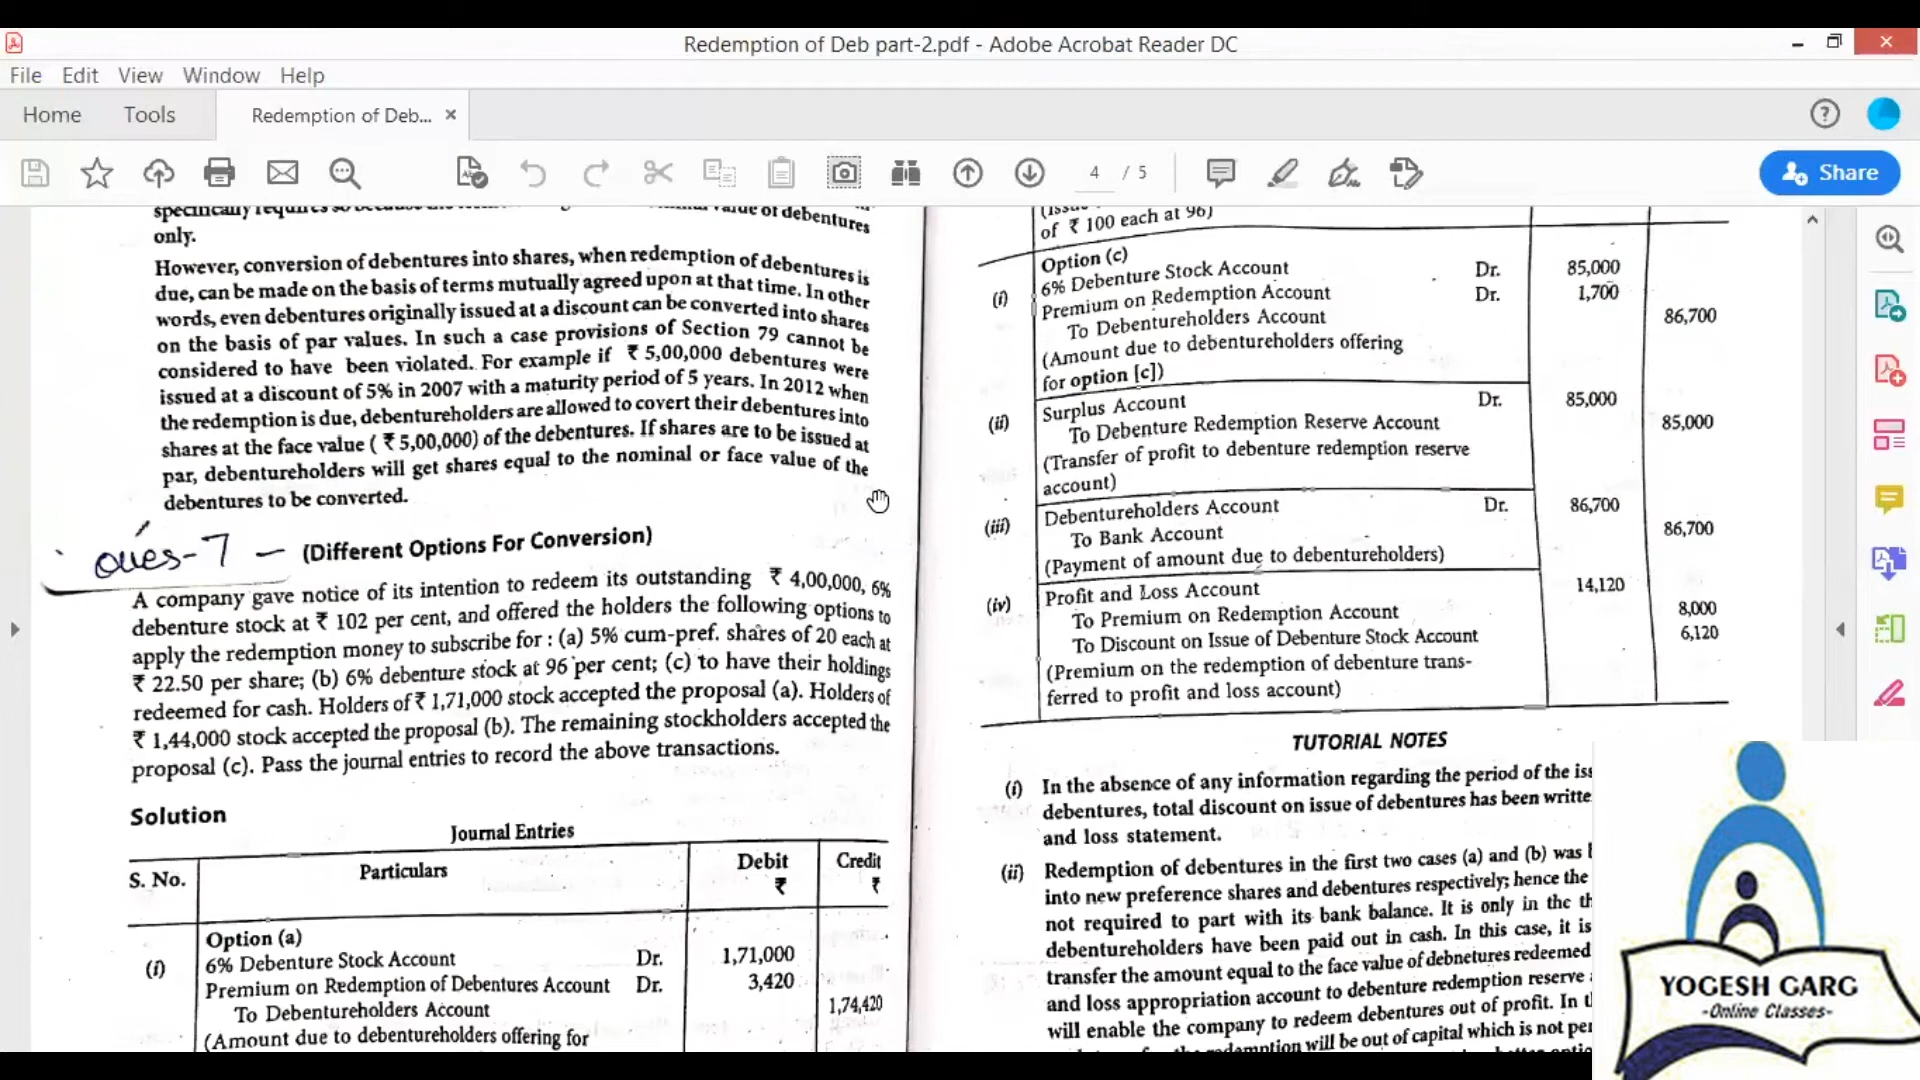 Redemption of Deb part-2.pdf - Adobe Acrobat Reader DC
File Edit View Window Help
Home Tools Redemption of Deb... ×
4 / 5
Share
specifically requires so because the
value of debentures
only.
However, conversion of debentures into shares, when redemption of debentures is
due, can be made on the basis of terms mutually agreed upon at that time. In other
words, even debentures originally issued at a discount can be converted into shares
on the basis of par values. In such a case provisions of Section 79 cannot be
considered to have been violated. For example if ₹ 5,00,000 debentures were
issued at a discount of 5% in 2007 with a maturity period of 5 years. In 2012 when
the redemption is due, debentureholders are allowed to covert their debentures into
shares at the face value ( ₹ 5,00,000) of the debentures. If shares are to be issued at
par, debentureholders will get shares equal to the nominal or face value of the
debentures to be converted.
Ques-7 — (Different Options For Conversion)
A company gave notice of its intention to redeem its outstanding ₹ 4,00,000, 6%
debenture stock at ₹ 102 per cent, and offered the holders the following options to
apply the redemption money to subscribe for : (a) 5% cum-pref. shares of 20 each at
₹ 22.50 per share; (b) 6% debenture stock at 96 per cent; (c) to have their holdings
redeemed for cash. Holders of ₹ 1,71,000 stock accepted the proposal (a). Holders of
₹ 1,44,000 stock accepted the proposal (b). The remaining stockholders accepted the
proposal (c). Pass the journal entries to record the above transactions.
Solution
Journal Entries
S. No. Particulars Debit ₹ Credit ₹
Option (a)
(i) 6% Debenture Stock Account Dr. 1,71,000
Premium on Redemption of Debentures Account Dr. 3,420
To Debentureholders Account 1,74,420
(Amount due to debentureholders offering for
of ₹ 100 each at 96)
Option (c)
(i) 6% Debenture Stock Account Dr. 85,000
Premium on Redemption Account Dr. 1,700
To Debentureholders Account 86,700
(Amount due to debentureholders offering
for option [c])
(ii) Surplus Account Dr. 85,000
To Debenture Redemption Reserve Account 85,000
(Transfer of profit to debenture redemption reserve
account)
(iii) Debentureholders Account Dr. 86,700
To Bank Account 86,700
(Payment of amount due to debentureholders)
(iv) Profit and Loss Account 14,120
To Premium on Redemption Account 8,000
To Discount on Issue of Debenture Stock Account 6,120
(Premium on the redemption of debenture trans-
ferred to profit and loss account)
TUTORIAL NOTES
(i) In the absence of any information regarding the period of the iss
debentures, total discount on issue of debentures has been writte
and loss statement.
(ii) Redemption of debentures in the first two cases (a) and (b) was
into new preference shares and debentures respectively; hence the
not required to part with its bank balance. It is only in the th
debentureholders have been paid out in cash. In this case, it is
transfer the amount equal to the face value of debnetures redeemed
and loss appropriation account to debenture redemption reserve
will enable the company to redeem debentures out of profit. In t
redemption will be out of capital which is not per
YOGESH GARG
-Online Classes-